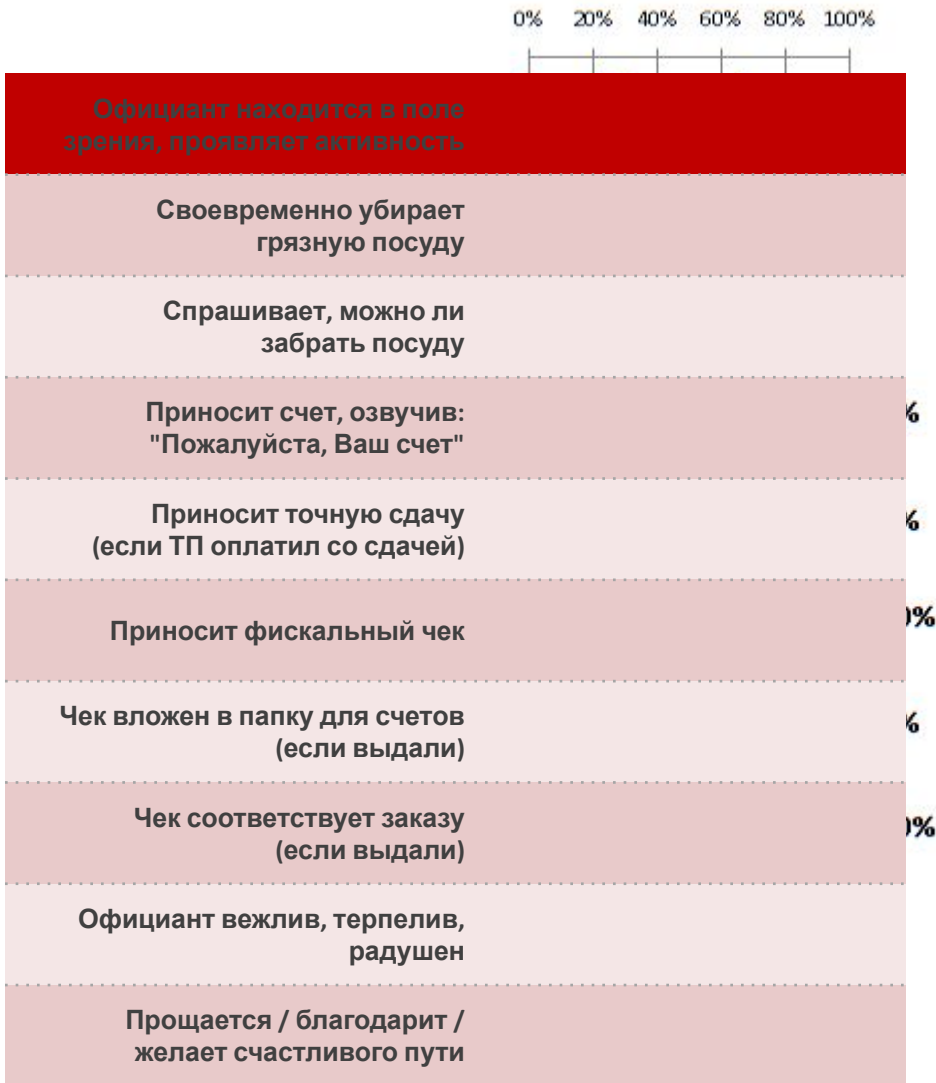 0% 20% 40% 60% 80% 100%
Официант находится в поле
зрения, проявляет активность
Своевременно убирает
грязную посуду
Спрашивает, можно ли
забрать посуду
Приносит счет, озвучив:
"Пожалуйста, Ваш счет"
%
Приносит точную сдачу
(если ТП оплатил со сдачей)
%
Приносит фискальный чек
%
Чек вложен в папку для счетов
(если выдали)
%
Чек соответствует заказу
(если выдали)
%
Официант вежлив, терпелив,
радушен
Прощается / благодарит /
желает счастливого пути